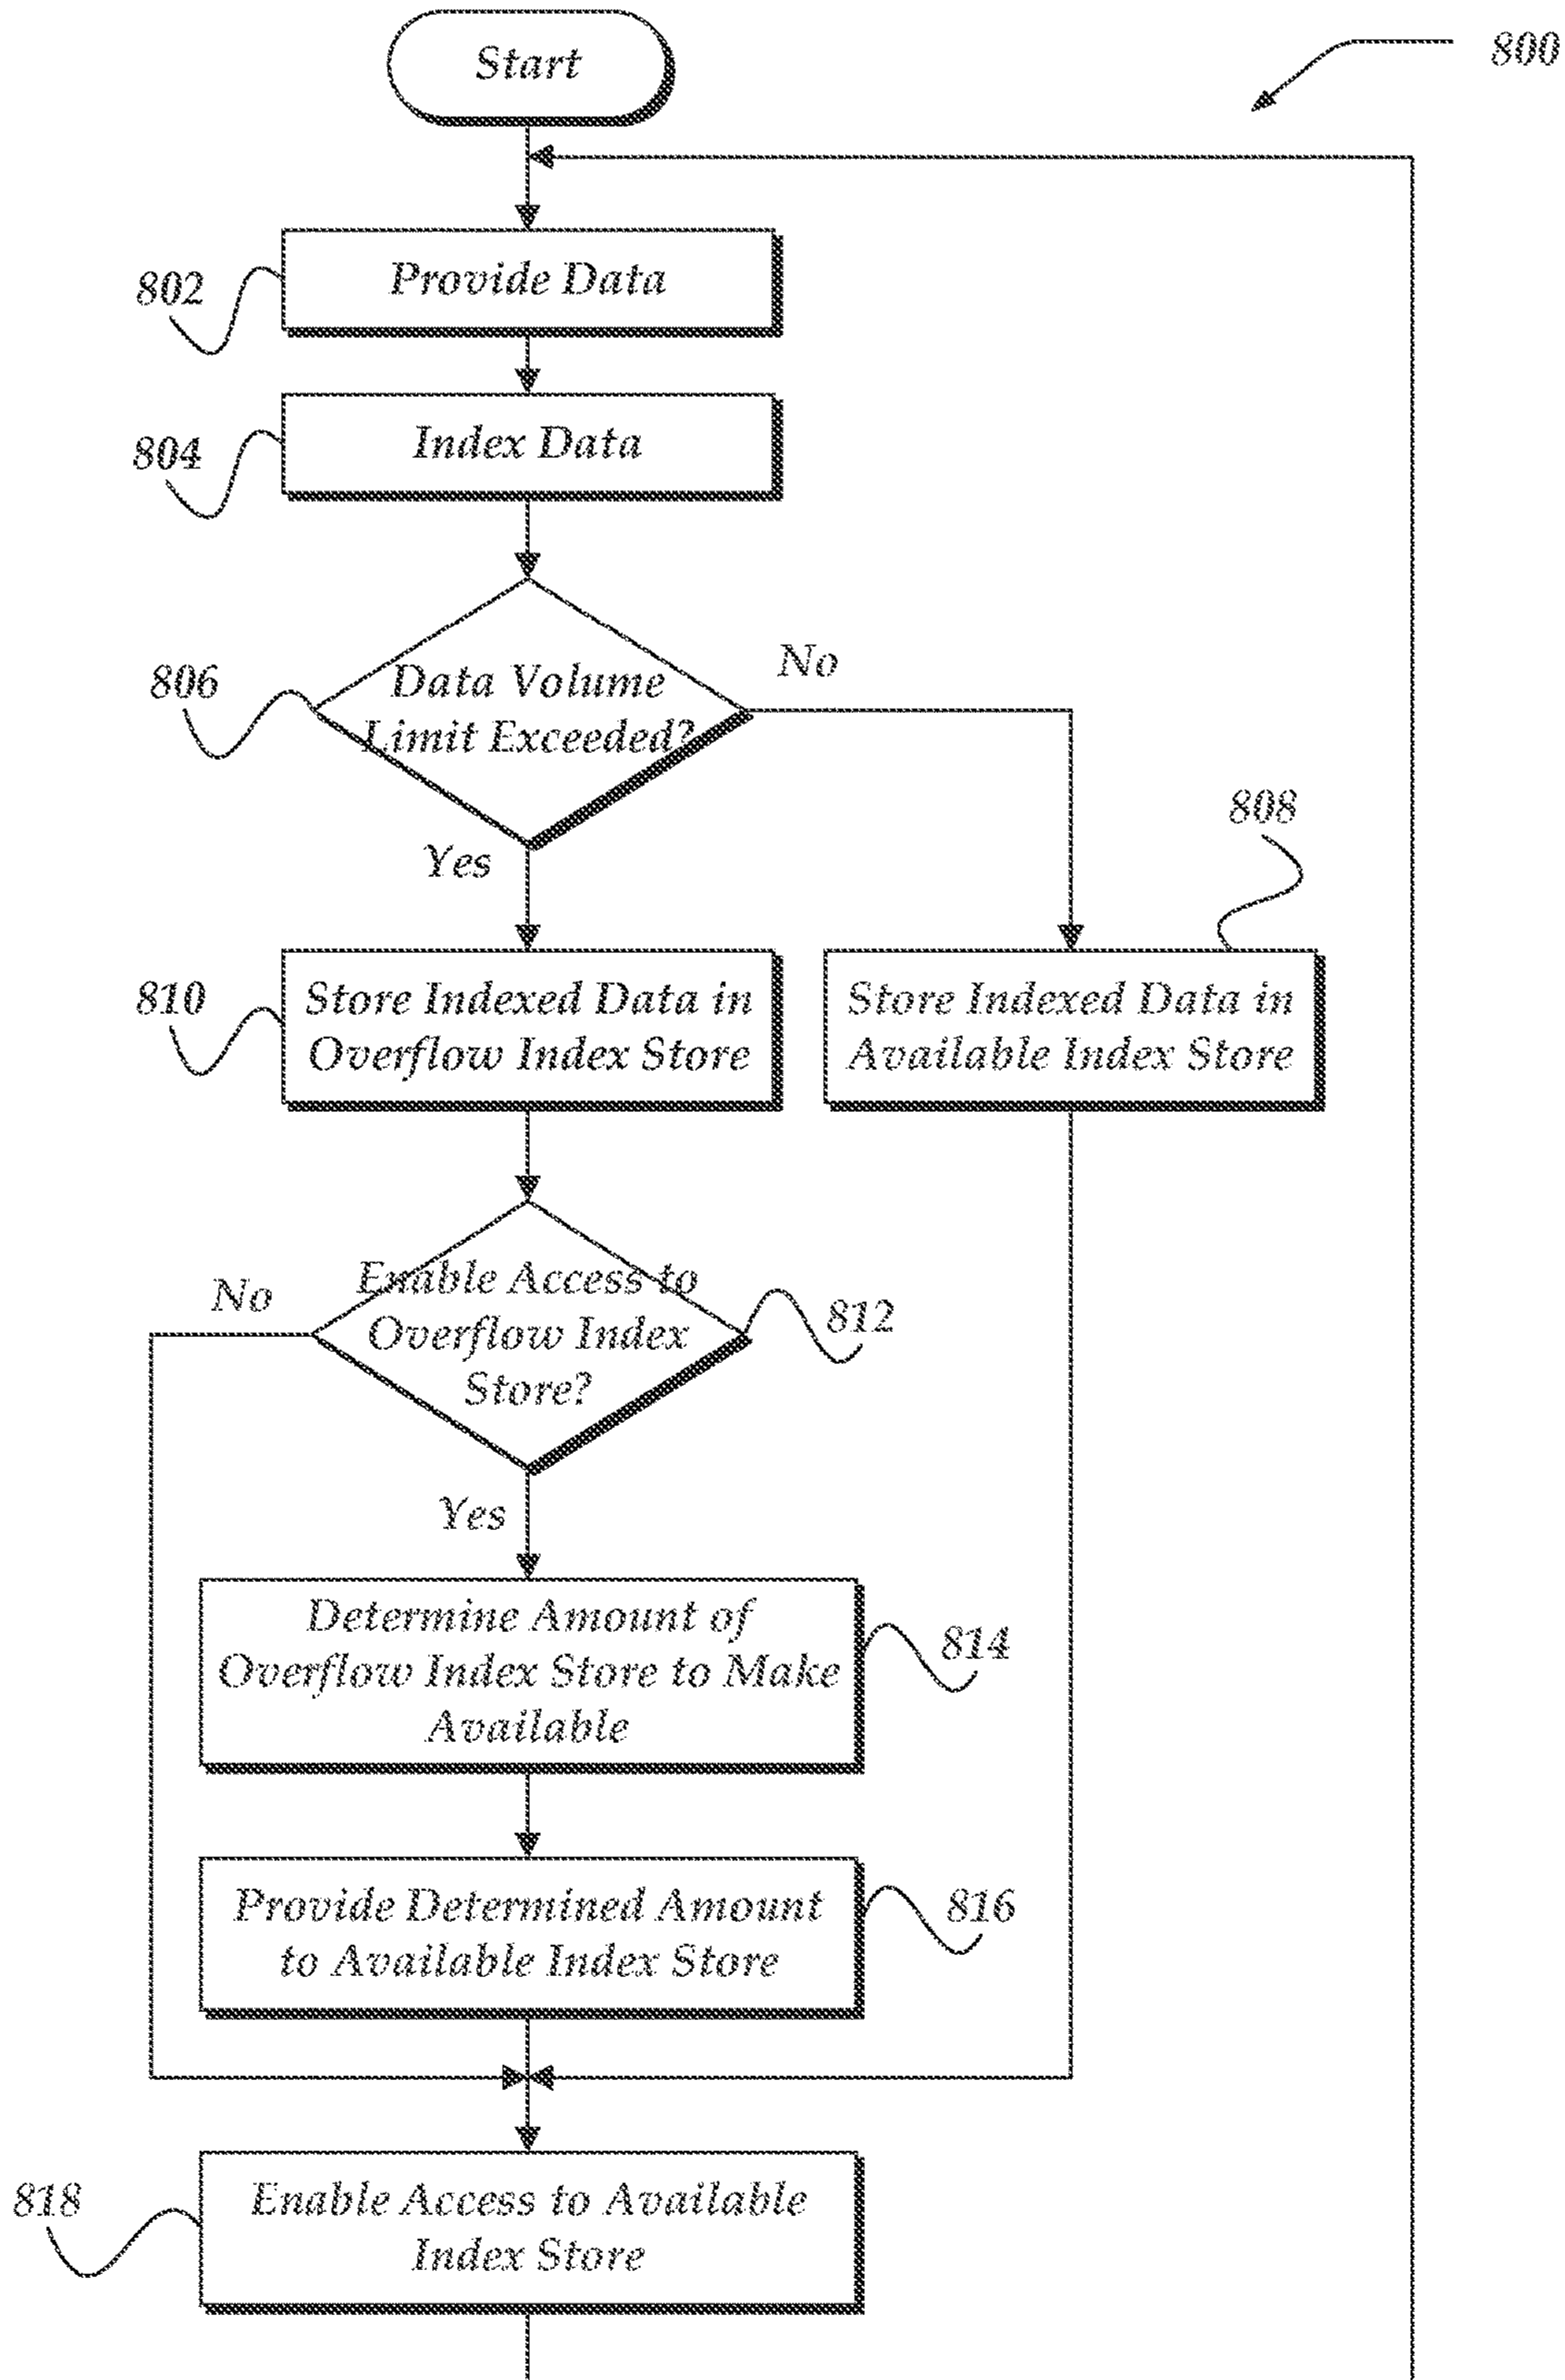 Start
800
802
Provide Data
804
Index Data
806
Data Volume
Limit Exceeded?
No
Yes
808
810
Store Indexed Data in
Overflow Index Store
Store Indexed Data in
Available Index Store
No
Enable Access to
Overflow Index
Store?
812
Yes
Determine Amount of
Overflow Index Store to Make
Available
814
Provide Determined Amount
to Available Index Store
816
818
Enable Access to Available
Index Store